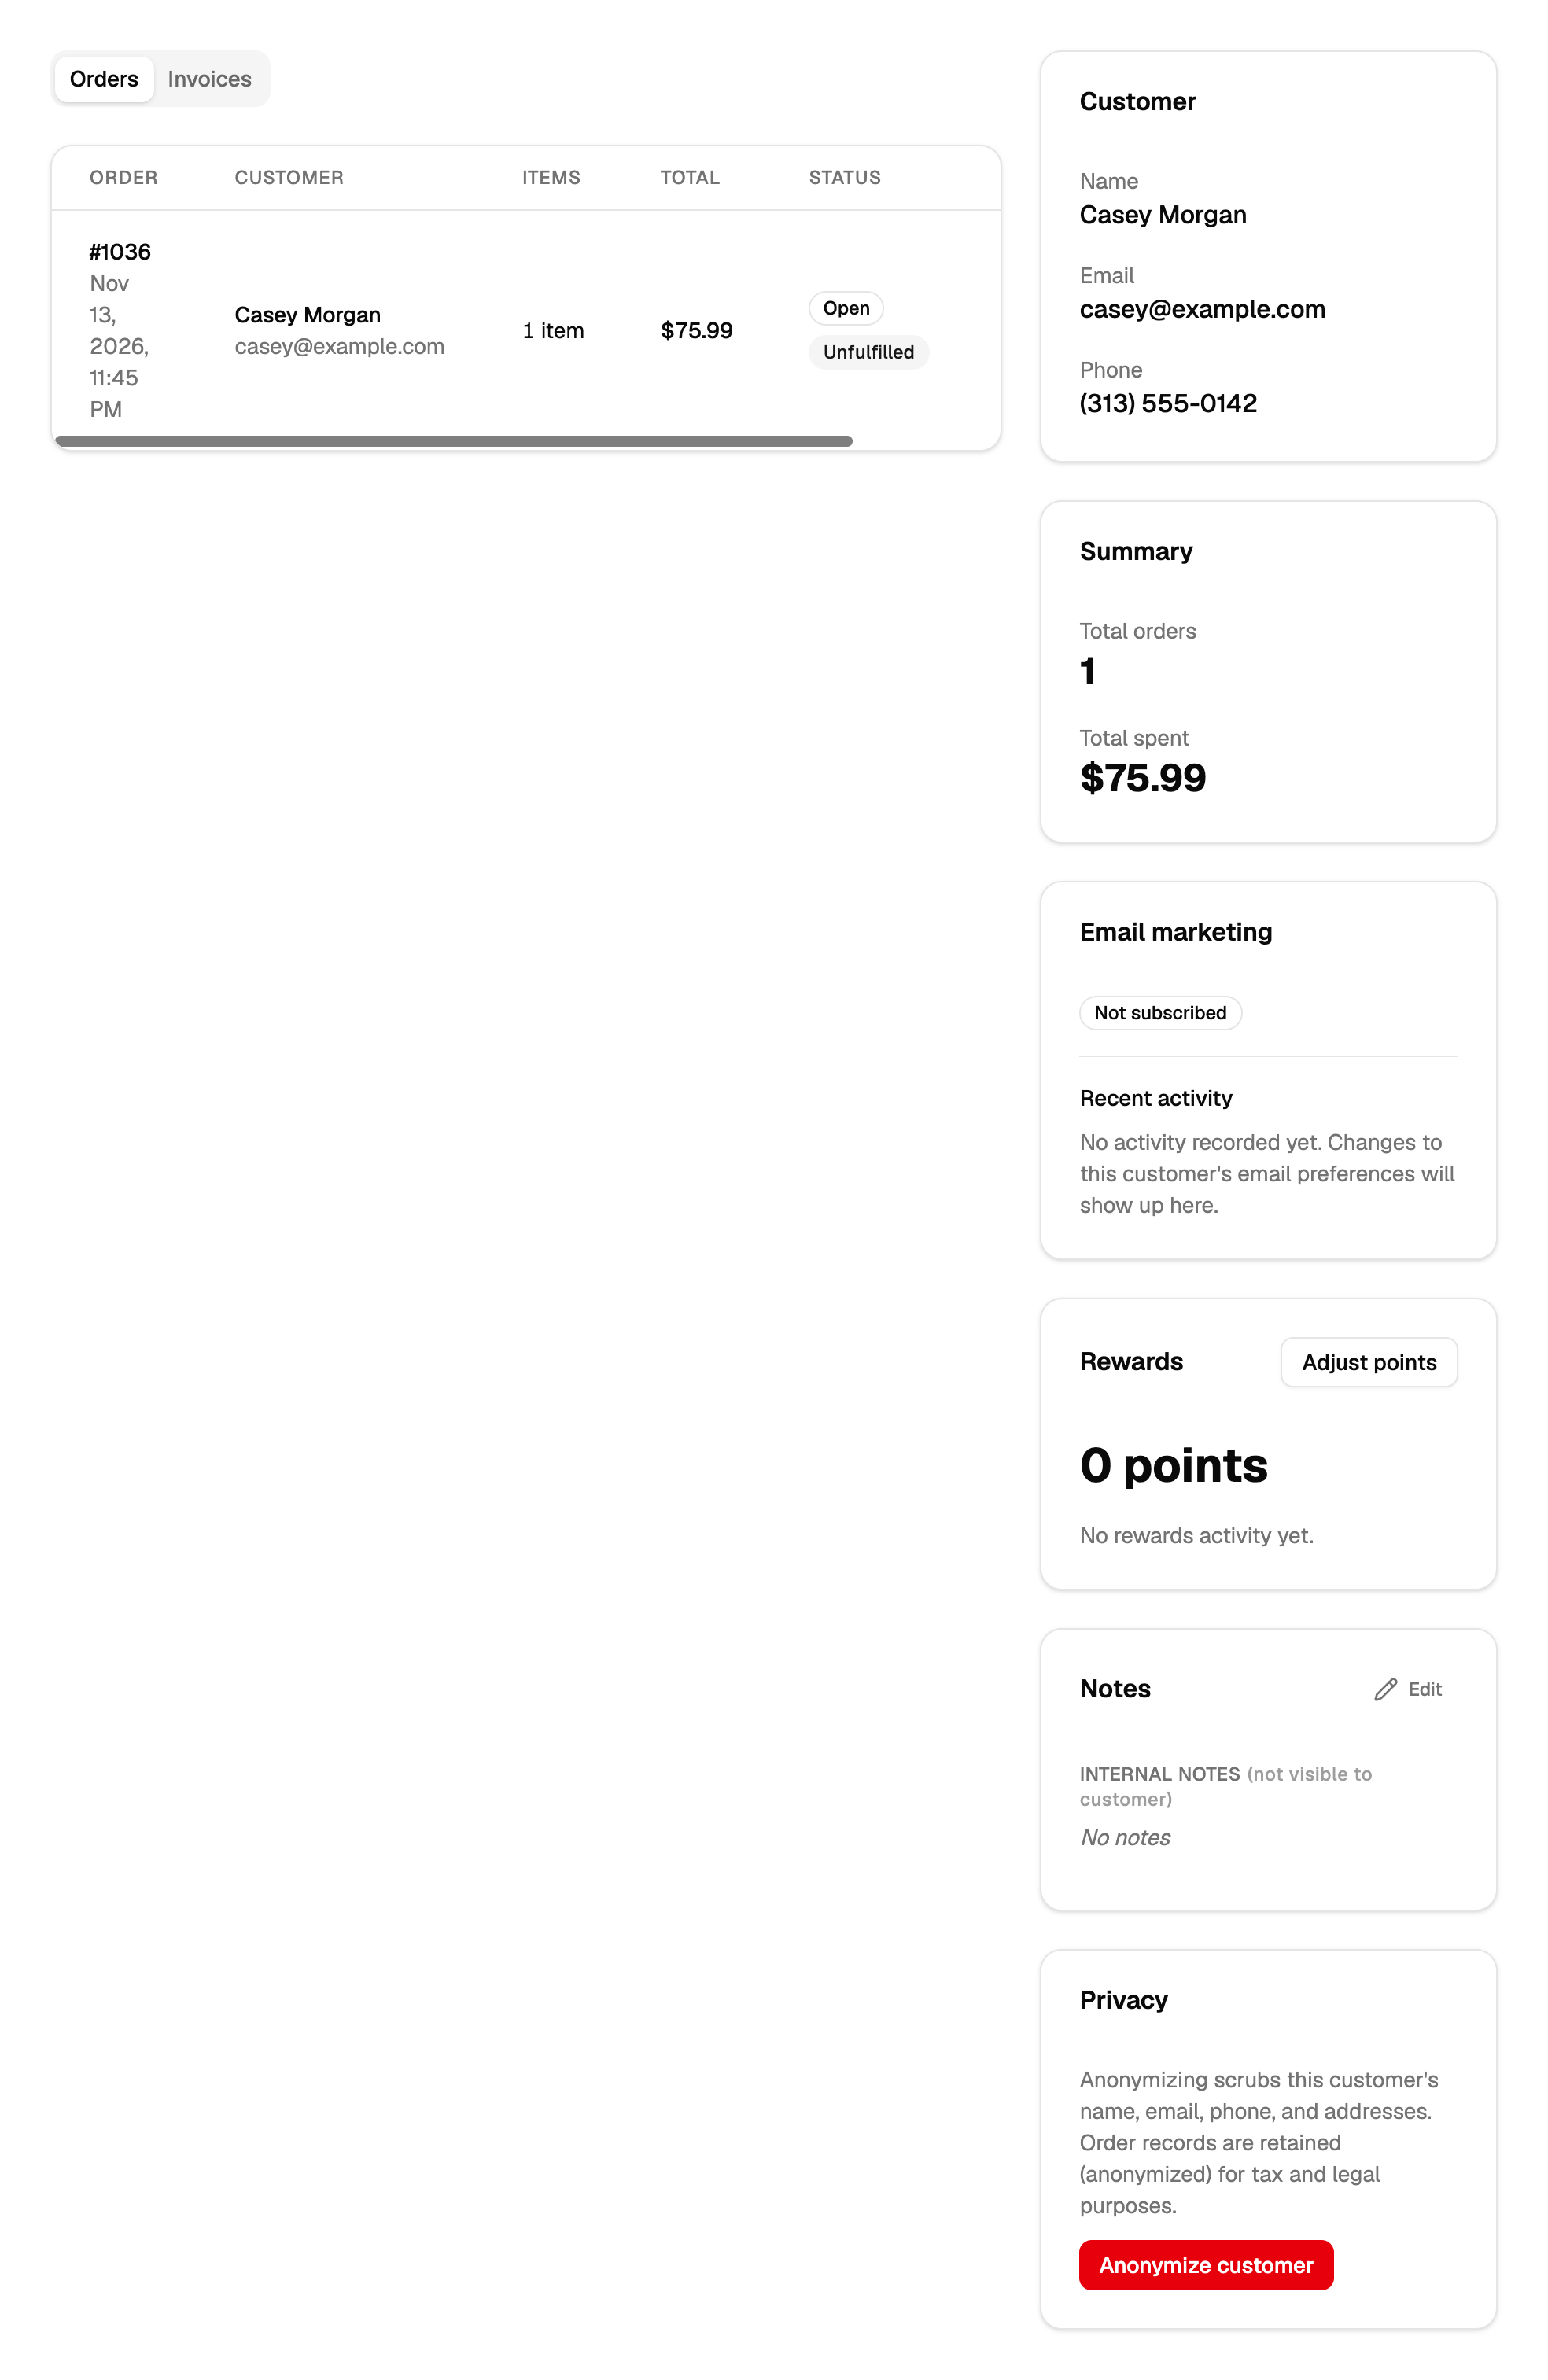 Orders Invoices
ORDER CUSTOMER ITEMS TOTAL STATUS
#1036
Nov
13,
2026,
11:45
PM
Casey Morgan
casey@example.com
1 item
$75.99
Open
Unfulfilled
Customer
Name
Casey Morgan
Email
casey@example.com
Phone
(313) 555-0142
Summary
Total orders
1
Total spent
$75.99
Email marketing
Not subscribed
Recent activity
No activity recorded yet. Changes to
this customer's email preferences will
show up here.
Rewards
Adjust points
0 points
No rewards activity yet.
Notes
Edit
INTERNAL NOTES (not visible to
customer)
No notes
Privacy
Anonymizing scrubs this customer's
name, email, phone, and addresses.
Order records are retained
(anonymized) for tax and legal
purposes.
Anonymize customer